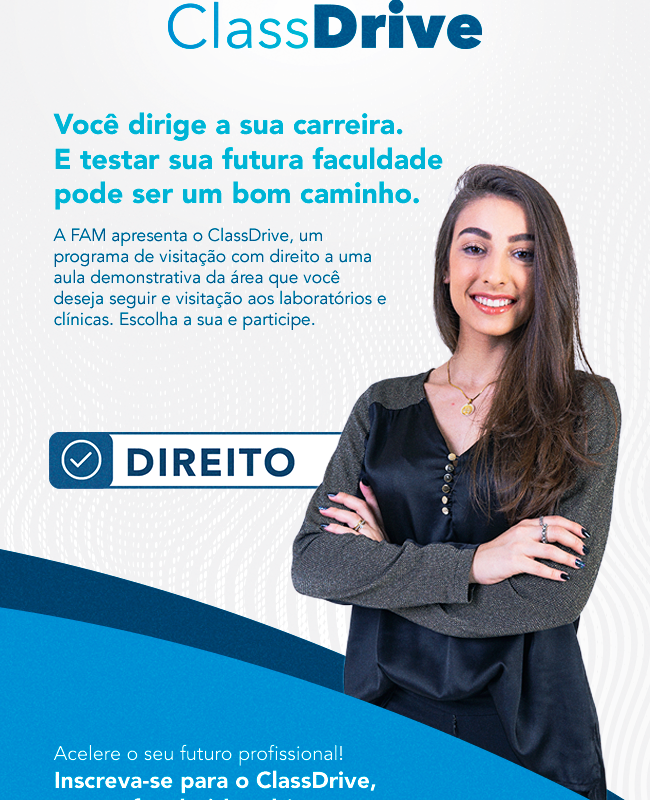 ClassDrive
Você dirige a sua carreira.
E testar sua futura faculdade
pode ser um bom caminho.
A FAM apresenta o ClassDrive, um
programa de visitação com direito a uma
aula demonstrativa da área que você
deseja seguir e visitação aos laboratórios e
clínicas. Escolha a sua e participe.
DIREITO
Acelere o seu futuro profissional!
Inscreva-se para o ClassDrive,